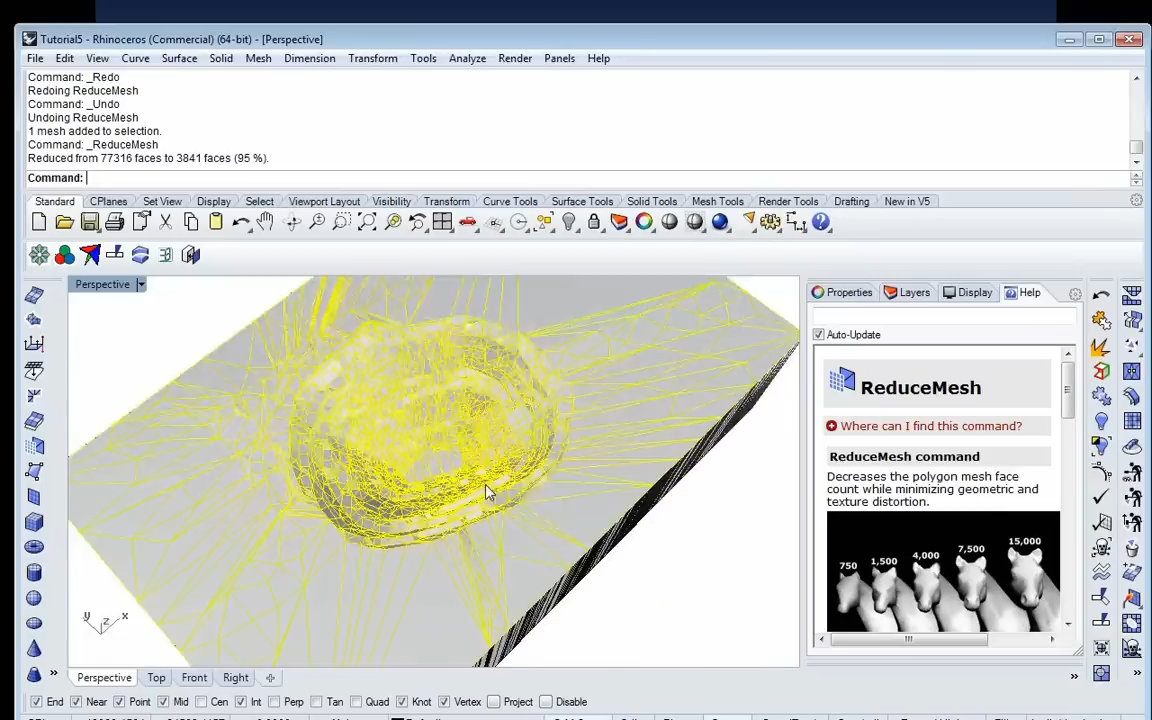 Tutorial5 - Rhinoceros (Commercial) (64-bit) - [Perspective]
File Edit View Curve Surface Solid Mesh Dimension Transform Tools Analyze Render Panels Help
Command: _Redo
Redoing ReduceMesh
Command: _Undo
Undoing ReduceMesh
1 mesh added to selection.
Command: _ReduceMesh
Reduced from 77316 faces to 3841 faces (95 %).
Command:
Standard CPlanes Set View Display Select Viewport Layout Visibility Transform Curve Tools Surface Tools Solid Tools Mesh Tools Render Tools Drafting New in V5
Perspective
Properties Layers Display Help
Auto-Update
ReduceMesh
Where can I find this command?
ReduceMesh command
Decreases the polygon mesh face
count while minimizing geometric and
texture distortion.
750 1,500 4,000 7,500 15,000
y z x
Perspective Top Front Right
End Near Point Mid Cen Int Perp Tan Quad Knot Vertex Project Disable